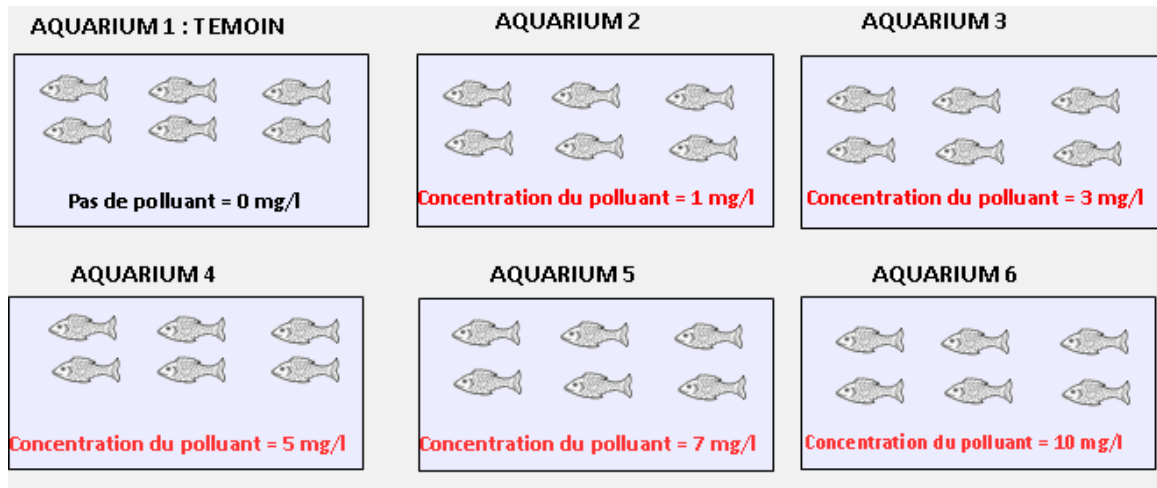 AQUARIUM 1 : TEMOIN
AQUARIUM 2
AQUARIUM 3
Pas de polluant = 0 mg/l
Concentration du polluant = 1 mg/l
Concentration du polluant = 3 mg/l
AQUARIUM 4
AQUARIUM 5
AQUARIUM 6
Concentration du polluant = 5 mg/l
Concentration du polluant = 7 mg/l
Concentration du polluant = 10 mg/l